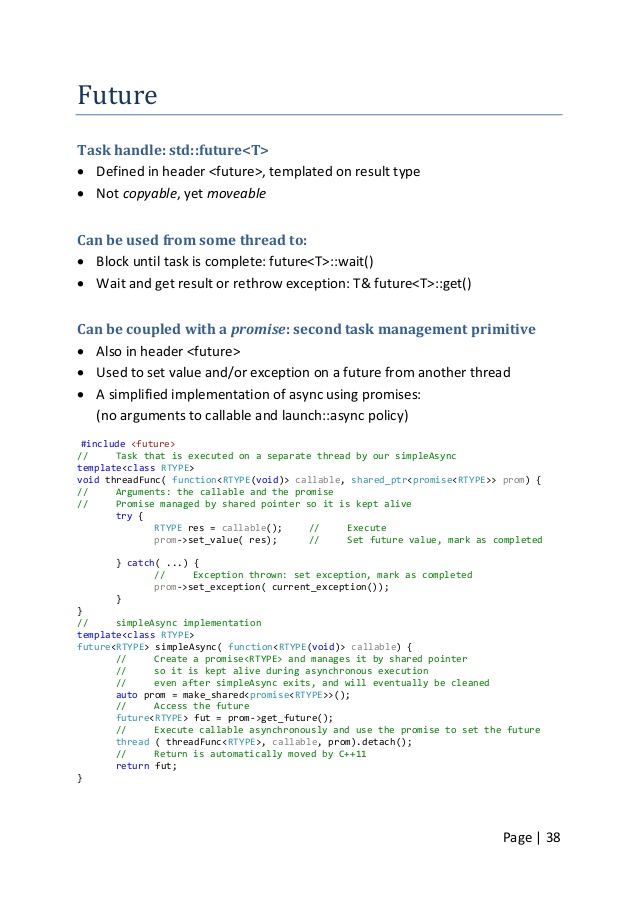 Future
Task handle: std::future<T>
• Defined in header <future>, templated on result type
• Not copyable, yet moveable
Can be used from some thread to:
• Block until task is complete: future<T>::wait()
• Wait and get result or rethrow exception: T& future<T>::get()
Can be coupled with a promise: second task management primitive
• Also in header <future>
• Used to set value and/or exception on a future from another thread
• A simplified implementation of async using promises:
(no arguments to callable and launch::async policy)
#include <future>
// Task that is executed on a separate thread by our simpleAsync
template<class RTYPE>
void threadFunc( function<RTYPE(void)> callable, shared_ptr<promise<RTYPE>> prom) {
// Arguments: the callable and the promise
// Promise managed by shared pointer so it is kept alive
try {
RTYPE res = callable(); // Execute
prom->set_value( res); // Set future value, mark as completed
} catch( ...) {
// Exception thrown: set exception, mark as completed
prom->set_exception( current_exception());
}
}
// simpleAsync implementation
template<class RTYPE>
future<RTYPE> simpleAsync( function<RTYPE(void)> callable) {
// Create a promise<RTYPE> and manages it by shared pointer
// so it is kept alive during asynchronous execution
// even after simpleAsync exits, and will eventually be cleaned
auto prom = make_shared<promise<RTYPE>>();
// Access the future
future<RTYPE> fut = prom->get_future();
// Execute callable asynchronously and use the promise to set the future
thread ( threadFunc<RTYPE>, callable, prom).detach();
// Return is automatically moved by C++11
return fut;
}
Page | 38